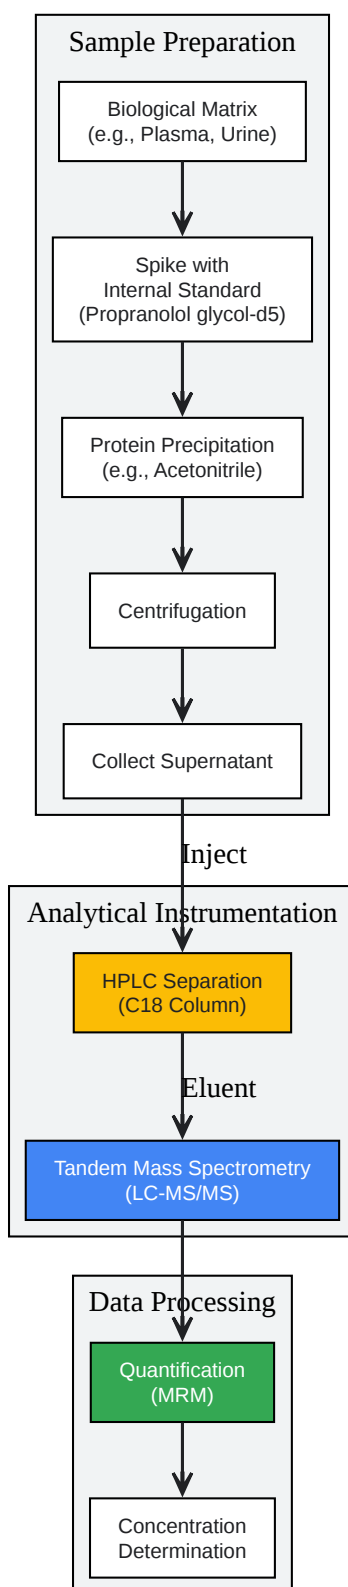 Sample Preparation
Biological Matrix
(e.g., Plasma, Urine)
Spike with
Internal Standard
(Propranolol glycol-d5)
Protein Precipitation
(e.g., Acetonitrile)
Centrifugation
Collect Supernatant
Inject
Analytical Instrumentation
HPLC Separation
(C18 Column)
Eluent
Tandem Mass Spectrometry
(LC-MS/MS)
Data Processing
Quantification
(MRM)
Concentration
Determination